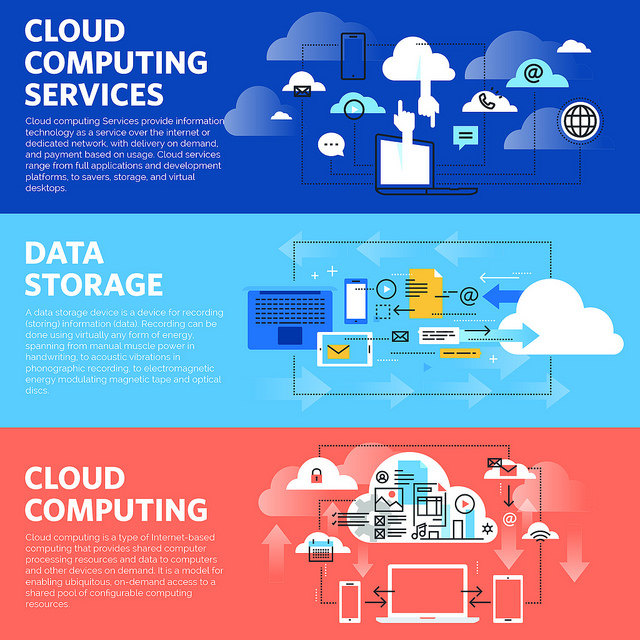 CLOUD
COMPUTING
SERVICES
Cloud computing Services provide information
technology as a service over the internet or
dedicated network, with delivery on demand,
and payment based on usage. Cloud services
range from full applications and development
platforms, to savers, storage, and virtual
desktops.
@
DATA
STORAGE
A data storage device is a device for recording
(storing) information (data). Recording can be
done using virtually any form of energy,
spanning from manual muscle power in
handwriting, to acoustic vibrations in
phonographic recording, to electromagnetic
energy modulating magnetic tape and optical
discs.
@
CLOUD
COMPUTING
Cloud computing is a type of Internet-based
computing that provides shared computer
processing resources and data to computers
and other devices on demand. It is a model for
enabling ubiquitous, on-demand access to a
shared pool of configurable computing
resources.
@